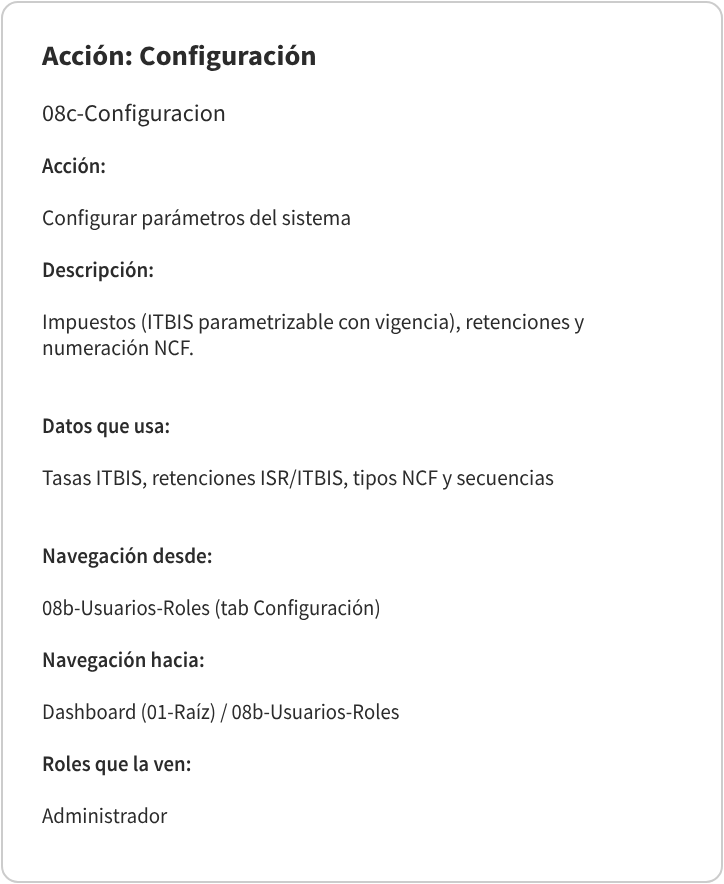 Acción: Configuración
08c-Configuracion
Acción:
Configurar parámetros del sistema
Descripción:
Impuestos (ITBIS parametrizable con vigencia), retenciones y
numeración NCF.
Datos que usa:
Tasas ITBIS, retenciones ISR/ITBIS, tipos NCF y secuencias
Navegación desde:
08b-Usuarios-Roles (tab Configuración)
Navegación hacia:
Dashboard (01-Raíz) / 08b-Usuarios-Roles
Roles que la ven:
Administrador